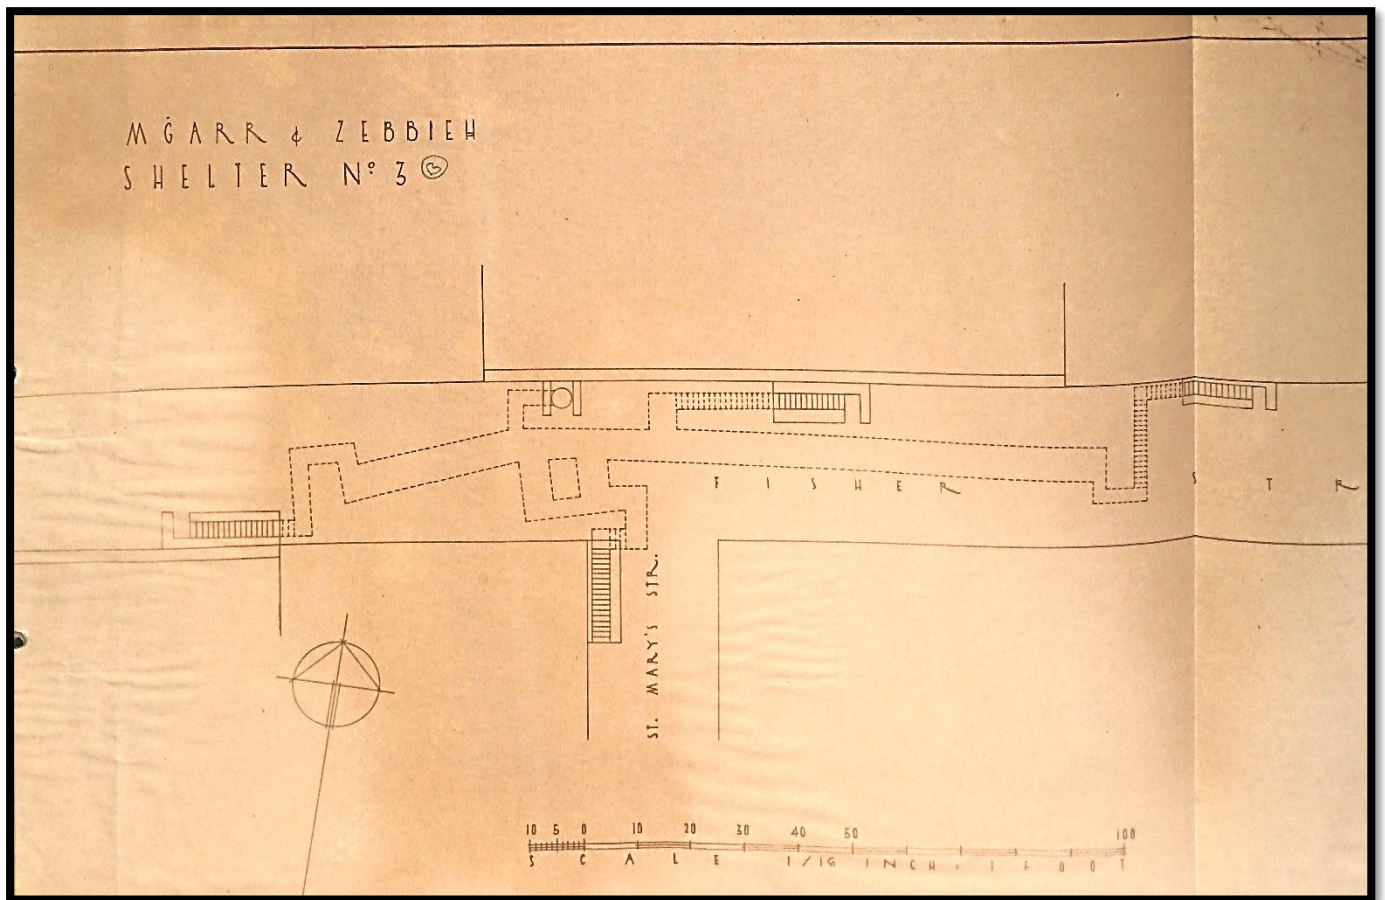 MĠARR & ZEBBIEH
SHELTER Nº 3 B
FISHER STR
ST. MARY'S STR.
10 5 0 10 20 30 40 50 100
SCALE 1/16 INCH = 1 FOOT